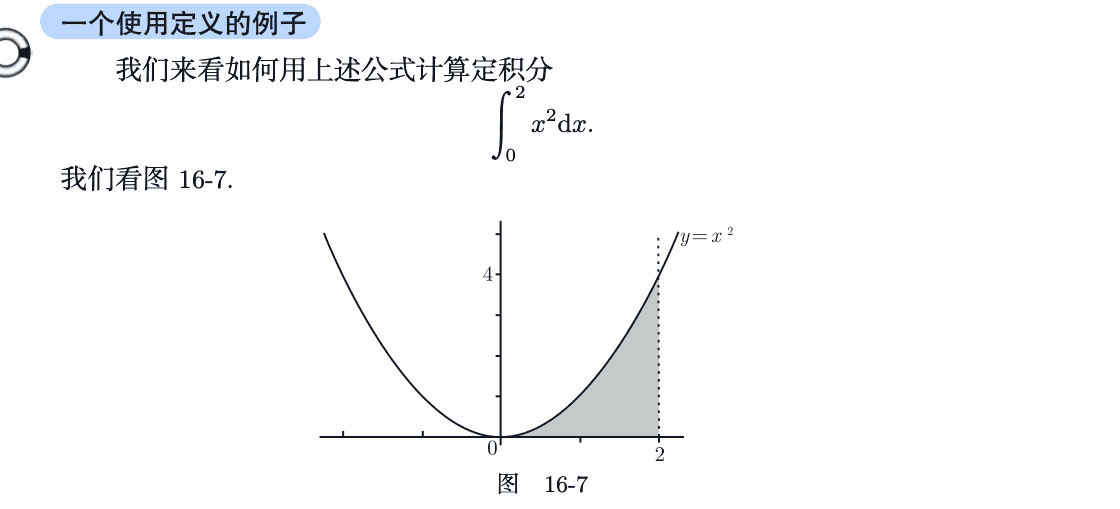 一个使用定义的例子
我们来看如何用上述公式计算定积分
∫₀² x²dx.
我们看图 16-7.
y=x²
4
0
2
图 16-7